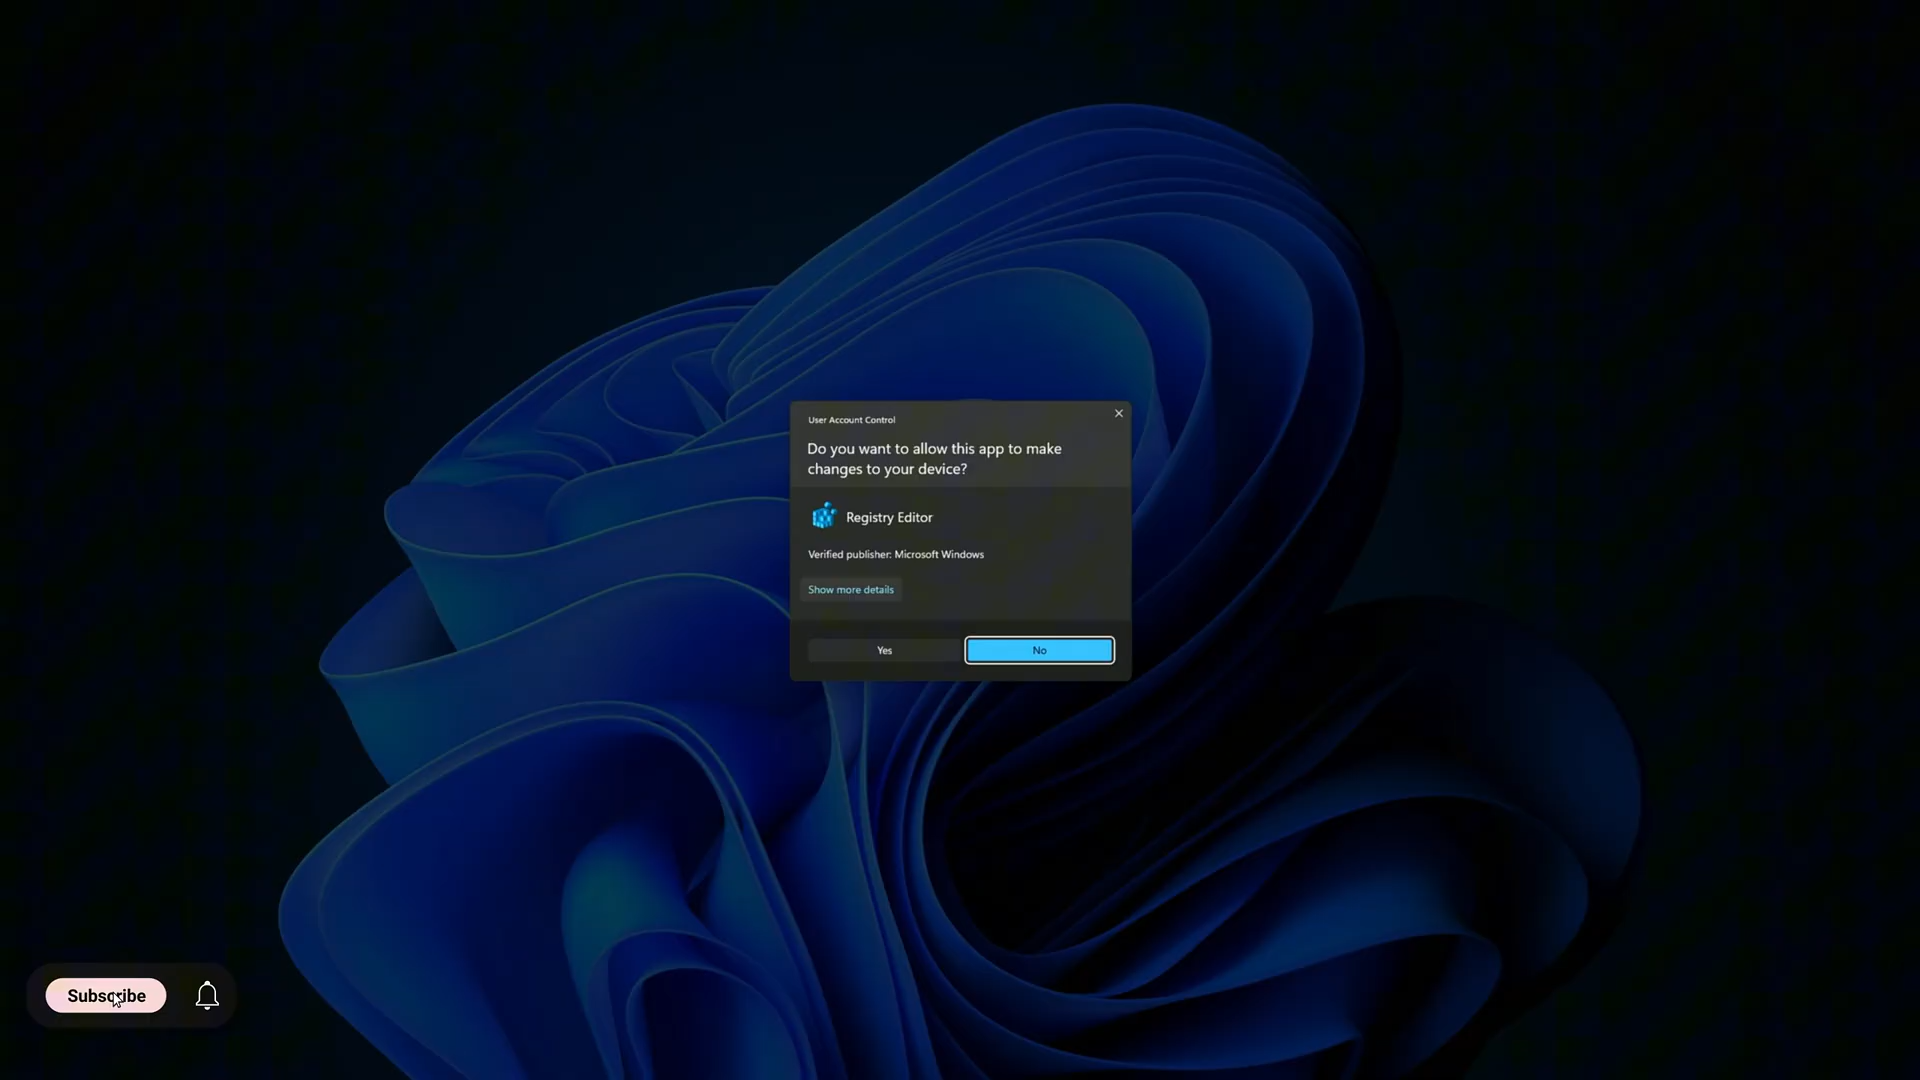 User Account Control
Do you want to allow this app to make
changes to your device?
Registry Editor
Verified publisher: Microsoft Windows
Show more details
Yes
No
Subscribe